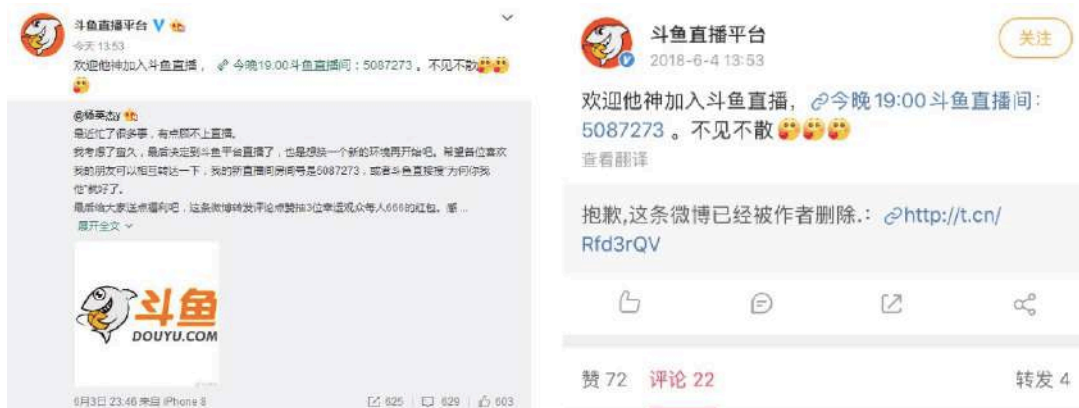 斗鱼直播平台
今天 13:53
欢迎他神加入斗鱼直播， 今晚19:00斗鱼直播间：5087273 。不见不散
@杨英杰y
最近忙了很多事，有点顾不上直播。
我考虑了宣久，最后决定到斗鱼平台直播了，也是想换一个新的环境再开始吧。希望各位喜欢
我的朋友可以相互转达一下，我的新直播间房间号是5087273，或者斗鱼直接搜"为何你我
他"就好了。
最后给大家送点福利吧，这条微博转发评论点赞抽3位幸运观众每人666的红包。感 ...
展开全文
斗鱼
DOUYU.COM
6月3日 23:46 来自 iPhone 8
625 629 603
斗鱼直播平台
2018-6-4 13:53
关注
欢迎他神加入斗鱼直播，今晚19:00斗鱼直播间：
5087273 。不见不散
查看翻译
抱歉,这条微博已经被作者删除.：http://t.cn/
Rfd3rQV
赞 72 评论 22 转发 4